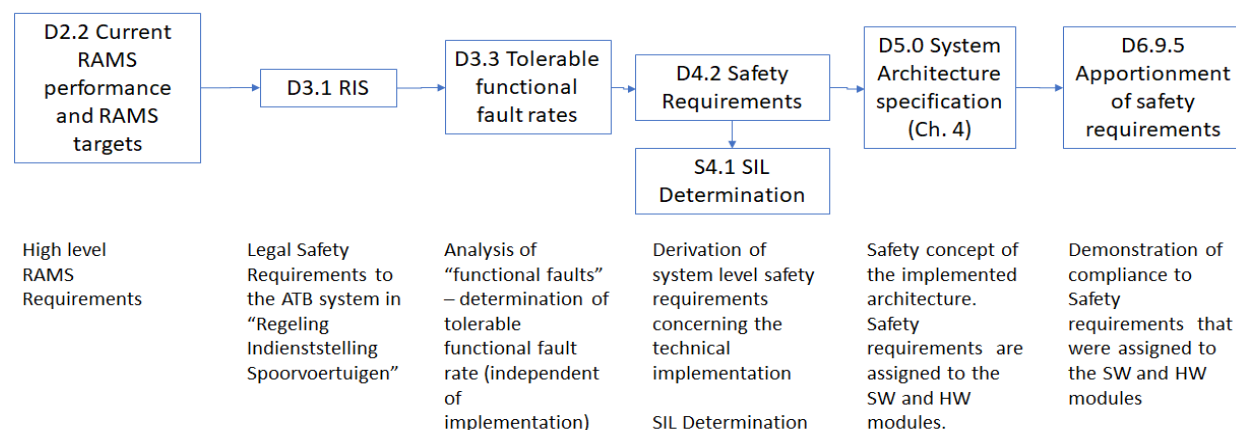 D2.2 Current
RAMS
performance
and RAMS
targets
D3.1 RIS
D3.3 Tolerable
functional
fault rates
D4.2 Safety
Requirements
S4.1 SIL
Determination
D5.0 System
Architecture
specification
(Ch. 4)
D6.9.5
Apportionment
of safety
requirements
High level
RAMS
Requirements
Legal Safety
Requirements to
the ATB system in
“Regeling
Indienststelling
Spoorvoertuigen”
Analysis of
“functional faults”
– determination of
tolerable
functional fault
rate (independent
of
implementation)
Derivation of
system level safety
requirements
concerning the
technical
implementation
SIL Determination
Safety concept of
the implemented
architecture.
Safety
requirements are
assigned to the
SW and HW
modules.
Demonstration of
compliance to
Safety
requirements that
were assigned to
the SW and HW
modules